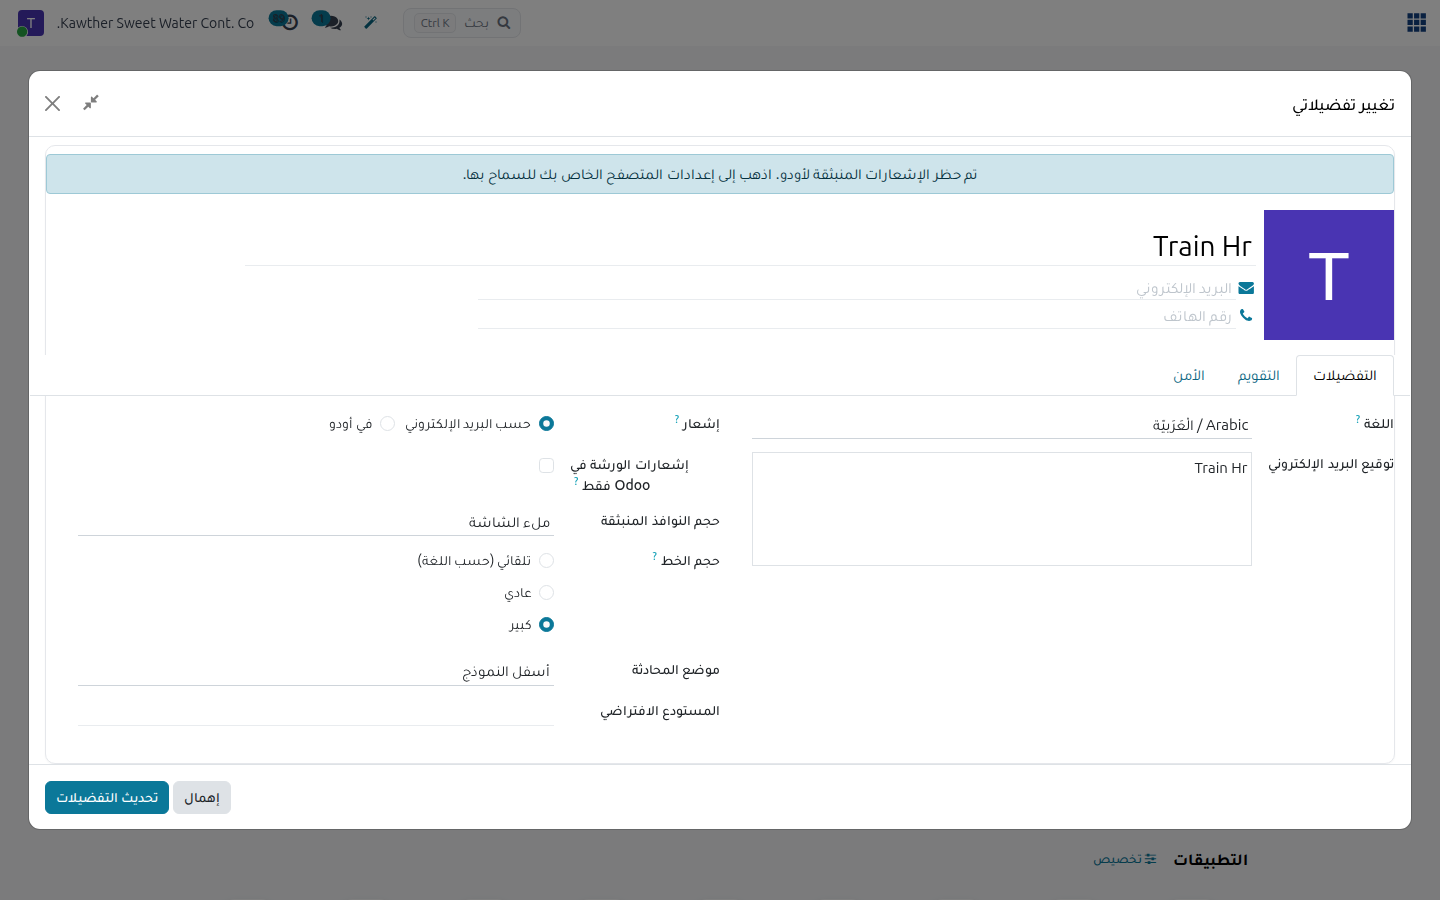 بحث Ctrl K
Kawther Sweet Water Cont. Co.
T
تغيير تفضيلاتي
تم حظر الإشعارات المنبثقة لأودو. اذهب إلى إعدادات المتصفح الخاص بك للسماح بها.
T
Train Hr
البريد الإلكتروني
رقم الهاتف
التفضيلات
التقويم
الأمن
اللغة ?
Arabic / الْعَرَبيّة
توقيع البريد الإلكتروني
Train Hr
إشعار ?
حسب البريد الإلكتروني
في أودو
إشعارات الورشة في
Odoo فقط ?
حجم النوافذ المنبثقة
ملء الشاشة
حجم الخط ?
تلقائي (حسب اللغة)
عادي
كبير
موضع المحادثة
أسفل النموذج
المستودع الافتراضي
إهمال
تحديث التفضيلات
التطبيقات
تخصيص